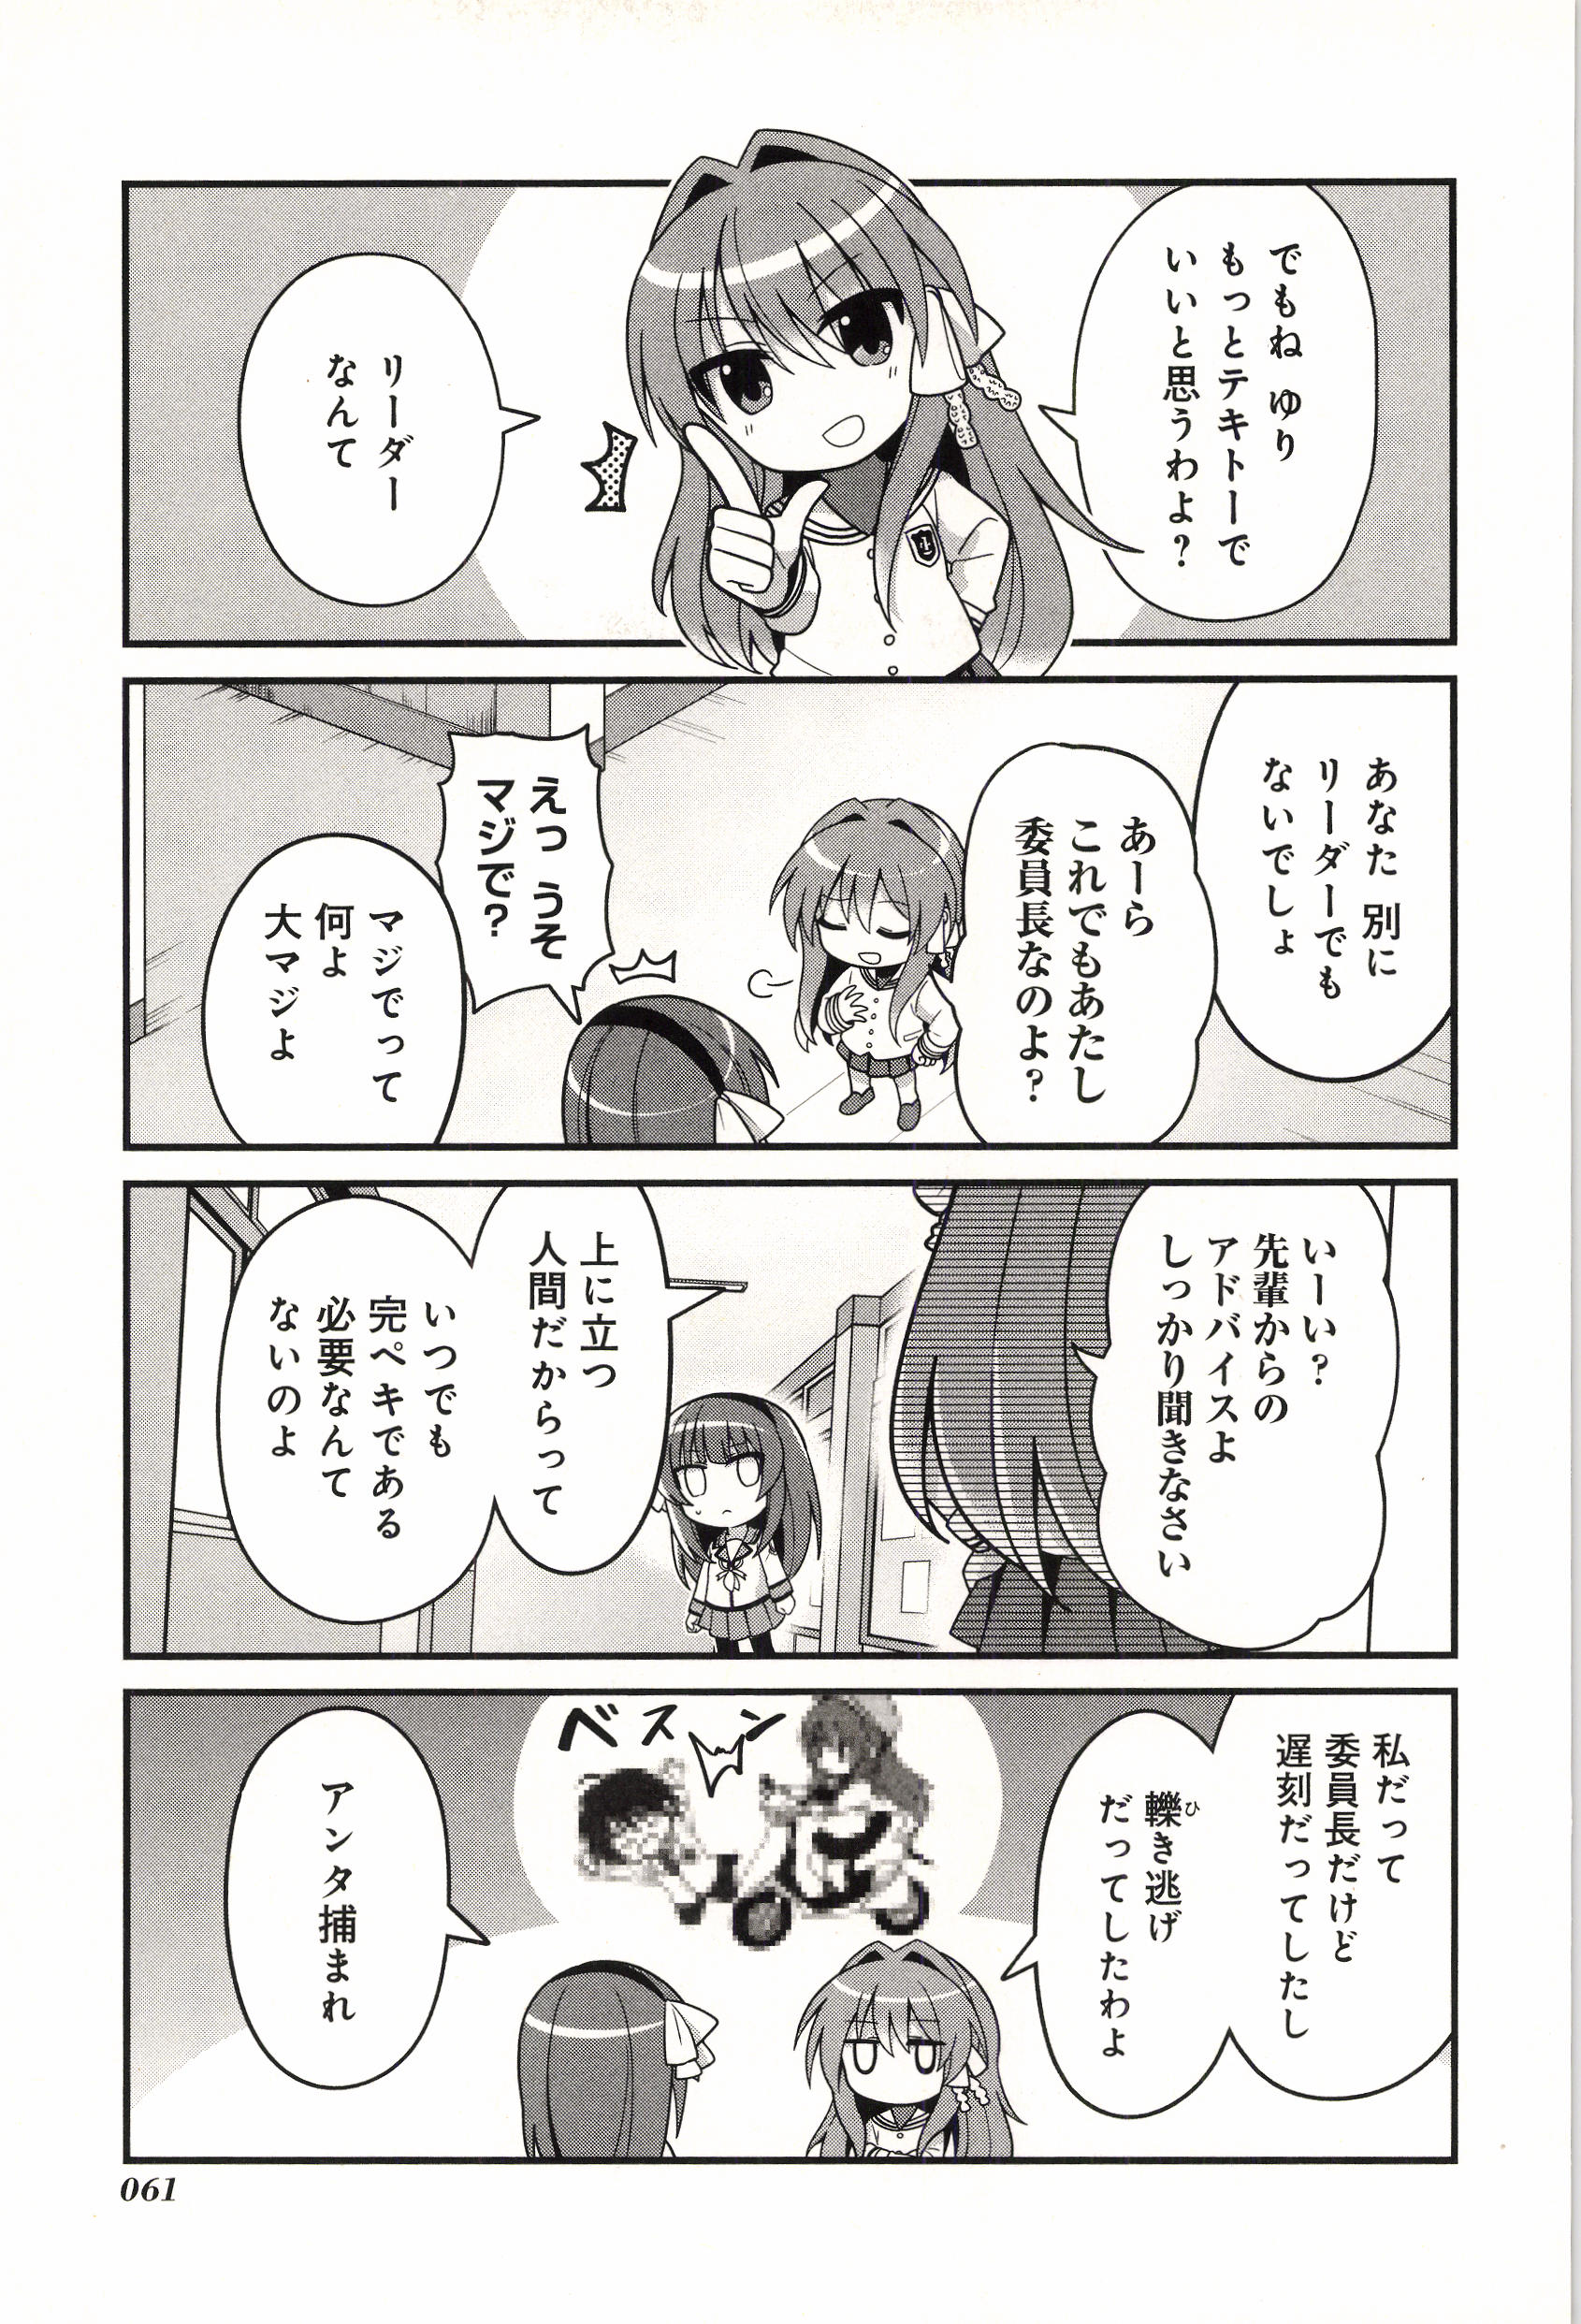 でもね ゆり
もっとテキトーで
いいと思うわよ?
リーダー
なんて
あなた 別に
リーダーでも
ないでしょ
あーら
これでもあたし
委員長なのよ?
えっ うそ
マジで?
マジでって
何よ
大マジよ
いーい?
先輩からの
アドバイスよ
しっかり聞きなさい
上に立つ
人間だからって
いつでも
完ペキである
必要なんて
ないのよ
私だって
委員長だけど
遅刻だってしたし
轢き逃げ
ひ
だってしたわよ
ベスン
アンタ捕まれ
061